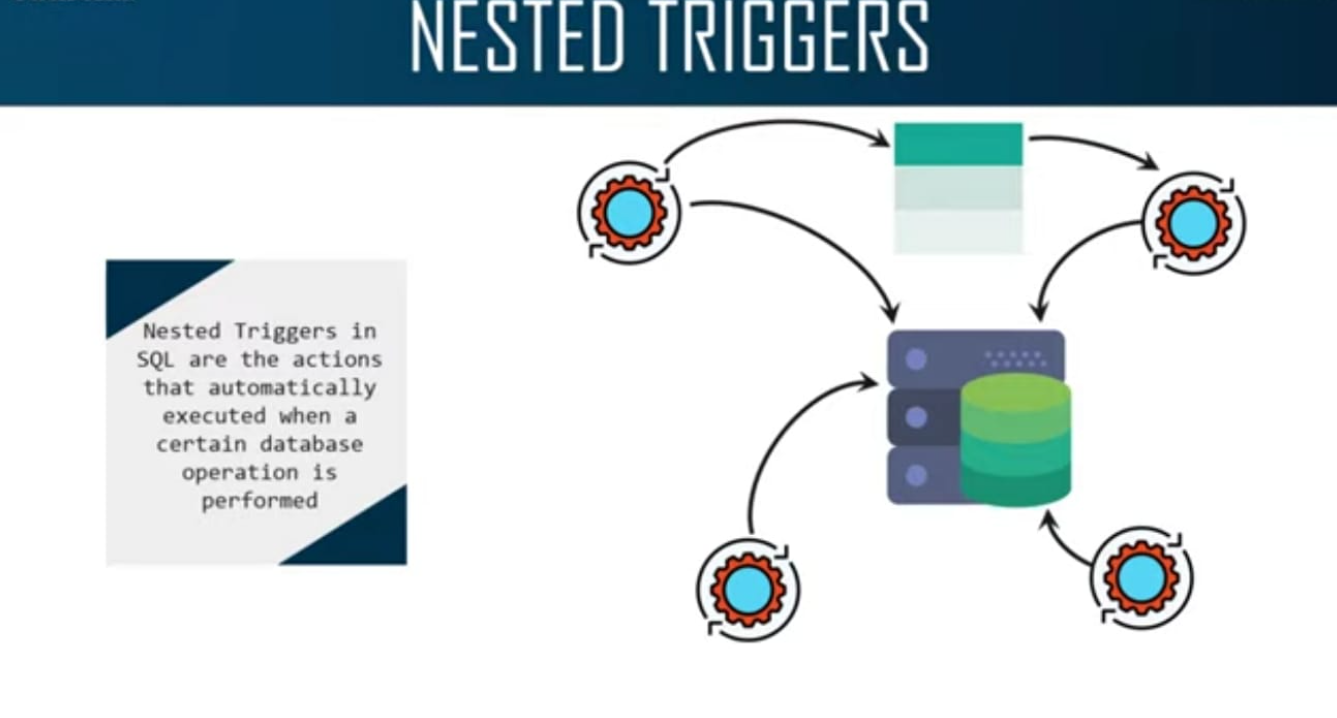 NESTED TRIGGERS
Nested Triggers in
SQL are the actions
that automatically
executed when a
certain database
operation is
performed